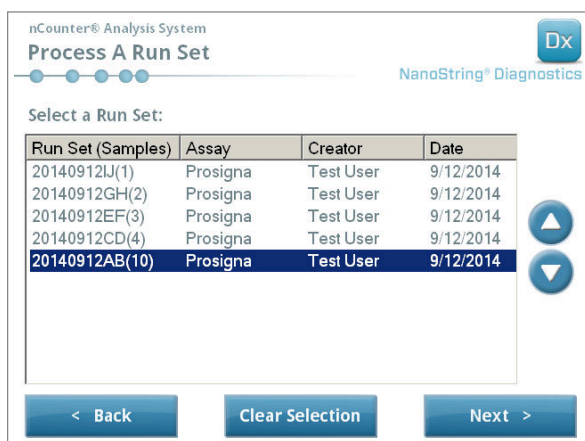 nCounter® Analysis System
Process A Run Set
Dx
NanoString® Diagnostics
Select a Run Set:
Run Set (Samples) Assay Creator Date
20140912IJ(1) Prosigna Test User 9/12/2014
20140912GH(2) Prosigna Test User 9/12/2014
20140912EF(3) Prosigna Test User 9/12/2014
20140912CD(4) Prosigna Test User 9/12/2014
20140912AB(10) Prosigna Test User 9/12/2014
< Back Clear Selection Next >